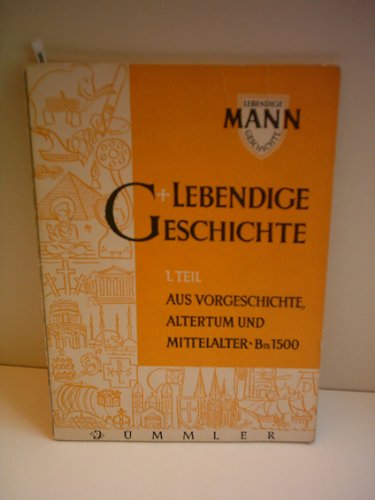 LEBENDIGE
MANN
GESCHICHTE
LEBENDIGE
GESCHICHTE
1. TEIL
AUS VORGESCHICHTE,
ALTERTUM UND
MITTELALTER · BIS 1500
DÜMMLER